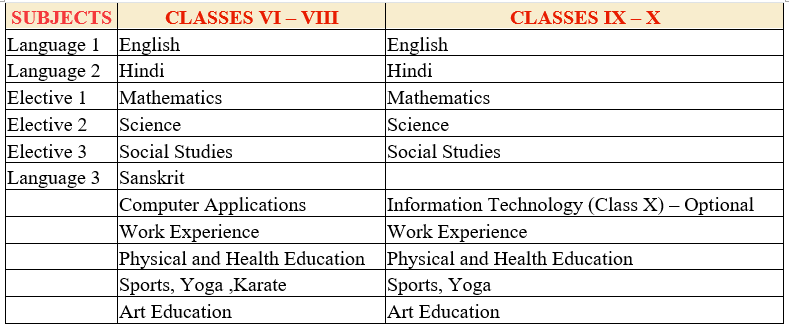 SUBJECTS CLASSES VI – VIII CLASSES IX – X
Language 1 English English
Language 2 Hindi Hindi
Elective 1 Mathematics Mathematics
Elective 2 Science Science
Elective 3 Social Studies Social Studies
Language 3 Sanskrit
Computer Applications Information Technology (Class X) – Optional
Work Experience Work Experience
Physical and Health Education Physical and Health Education
Sports, Yoga ,Karate Sports, Yoga
Art Education Art Education